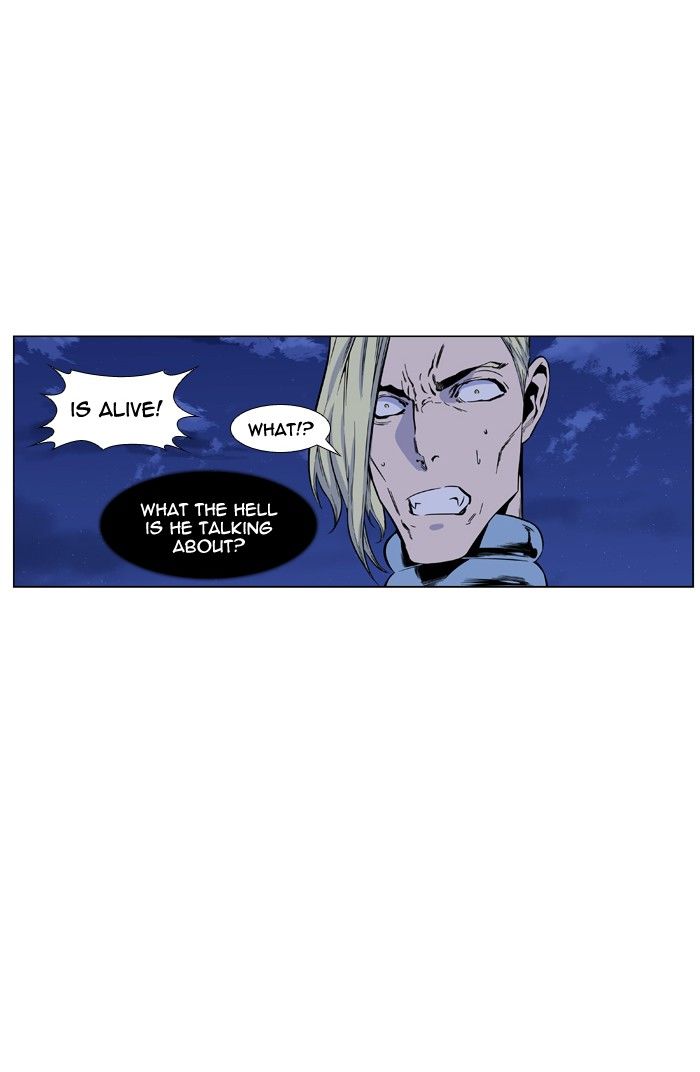 IS ALIVE!
WHAT!?
WHAT THE HELL
IS HE TALKING
ABOUT?